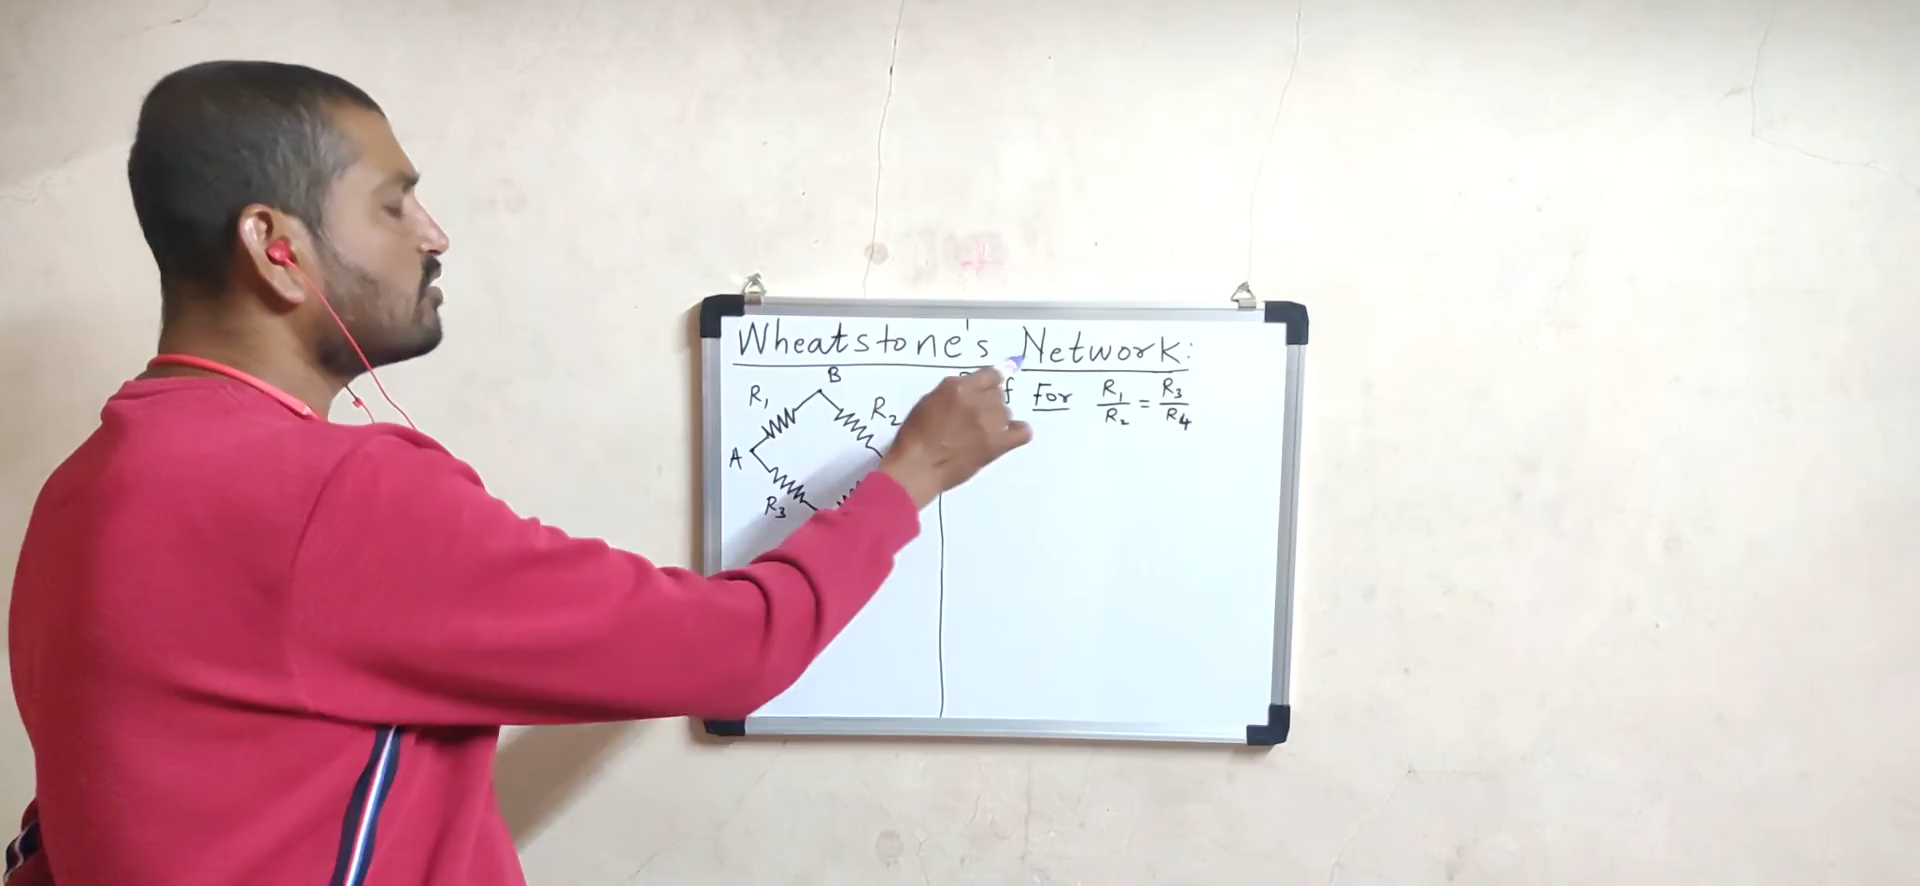 Wheatstone's Network:
B
R₁
R₂
A
R₃
For R₁/R₂ = R₃/R₄